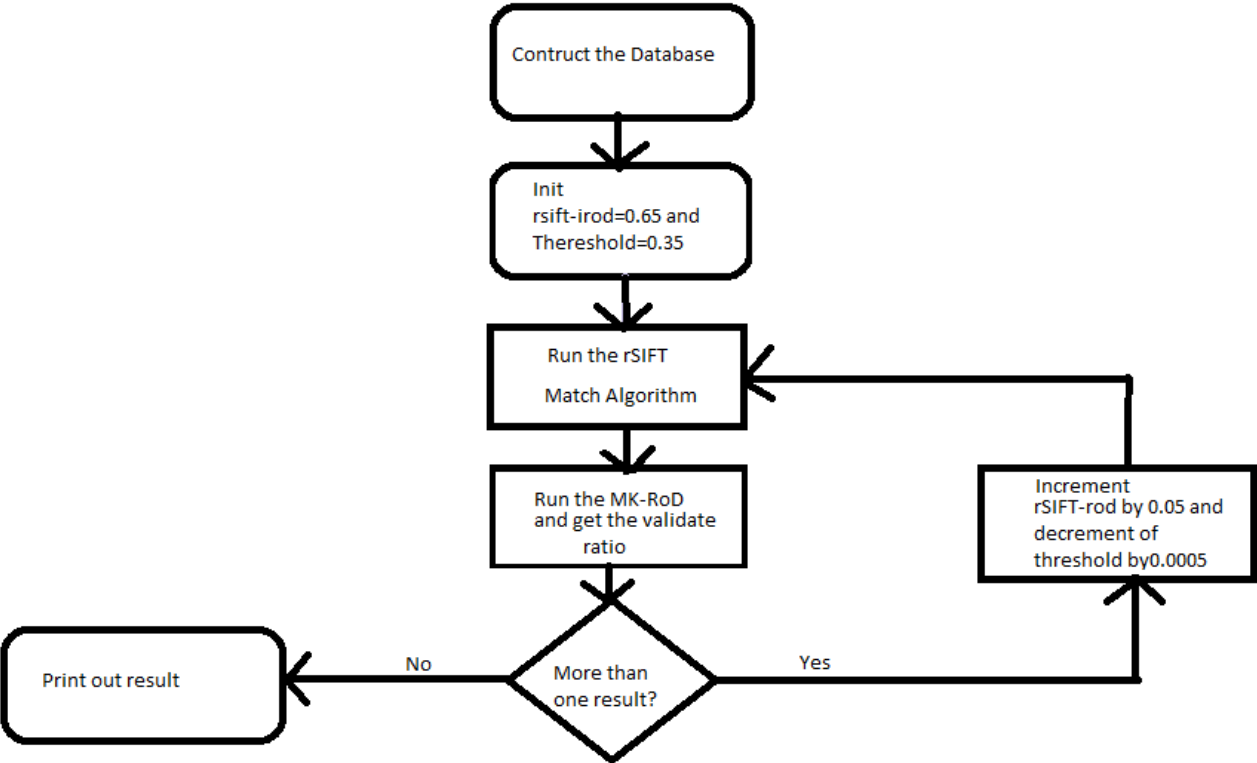 Contruct the Database
Init
rsift-irod=0.65 and
Thereshold=0.35
Run the rSIFT
Match Algorithm
Run the MK-RoD
and get the validate
ratio
Increment
rSIFT-rod by 0.05 and
decrement of
threshold by0.0005
More than
one result?
Yes
No
Print out result